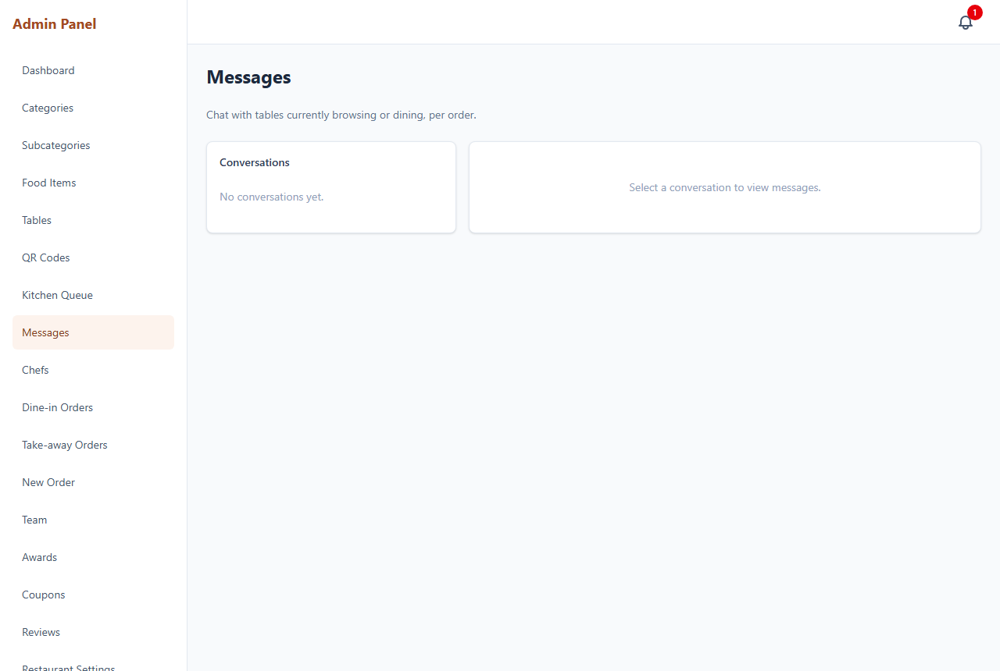 Admin Panel
1
Dashboard
Categories
Subcategories
Food Items
Tables
QR Codes
Kitchen Queue
Messages
Chefs
Dine-in Orders
Take-away Orders
New Order
Team
Awards
Coupons
Reviews
Restaurant Settings
Messages
Chat with tables currently browsing or dining, per order.
Conversations
No conversations yet.
Select a conversation to view messages.